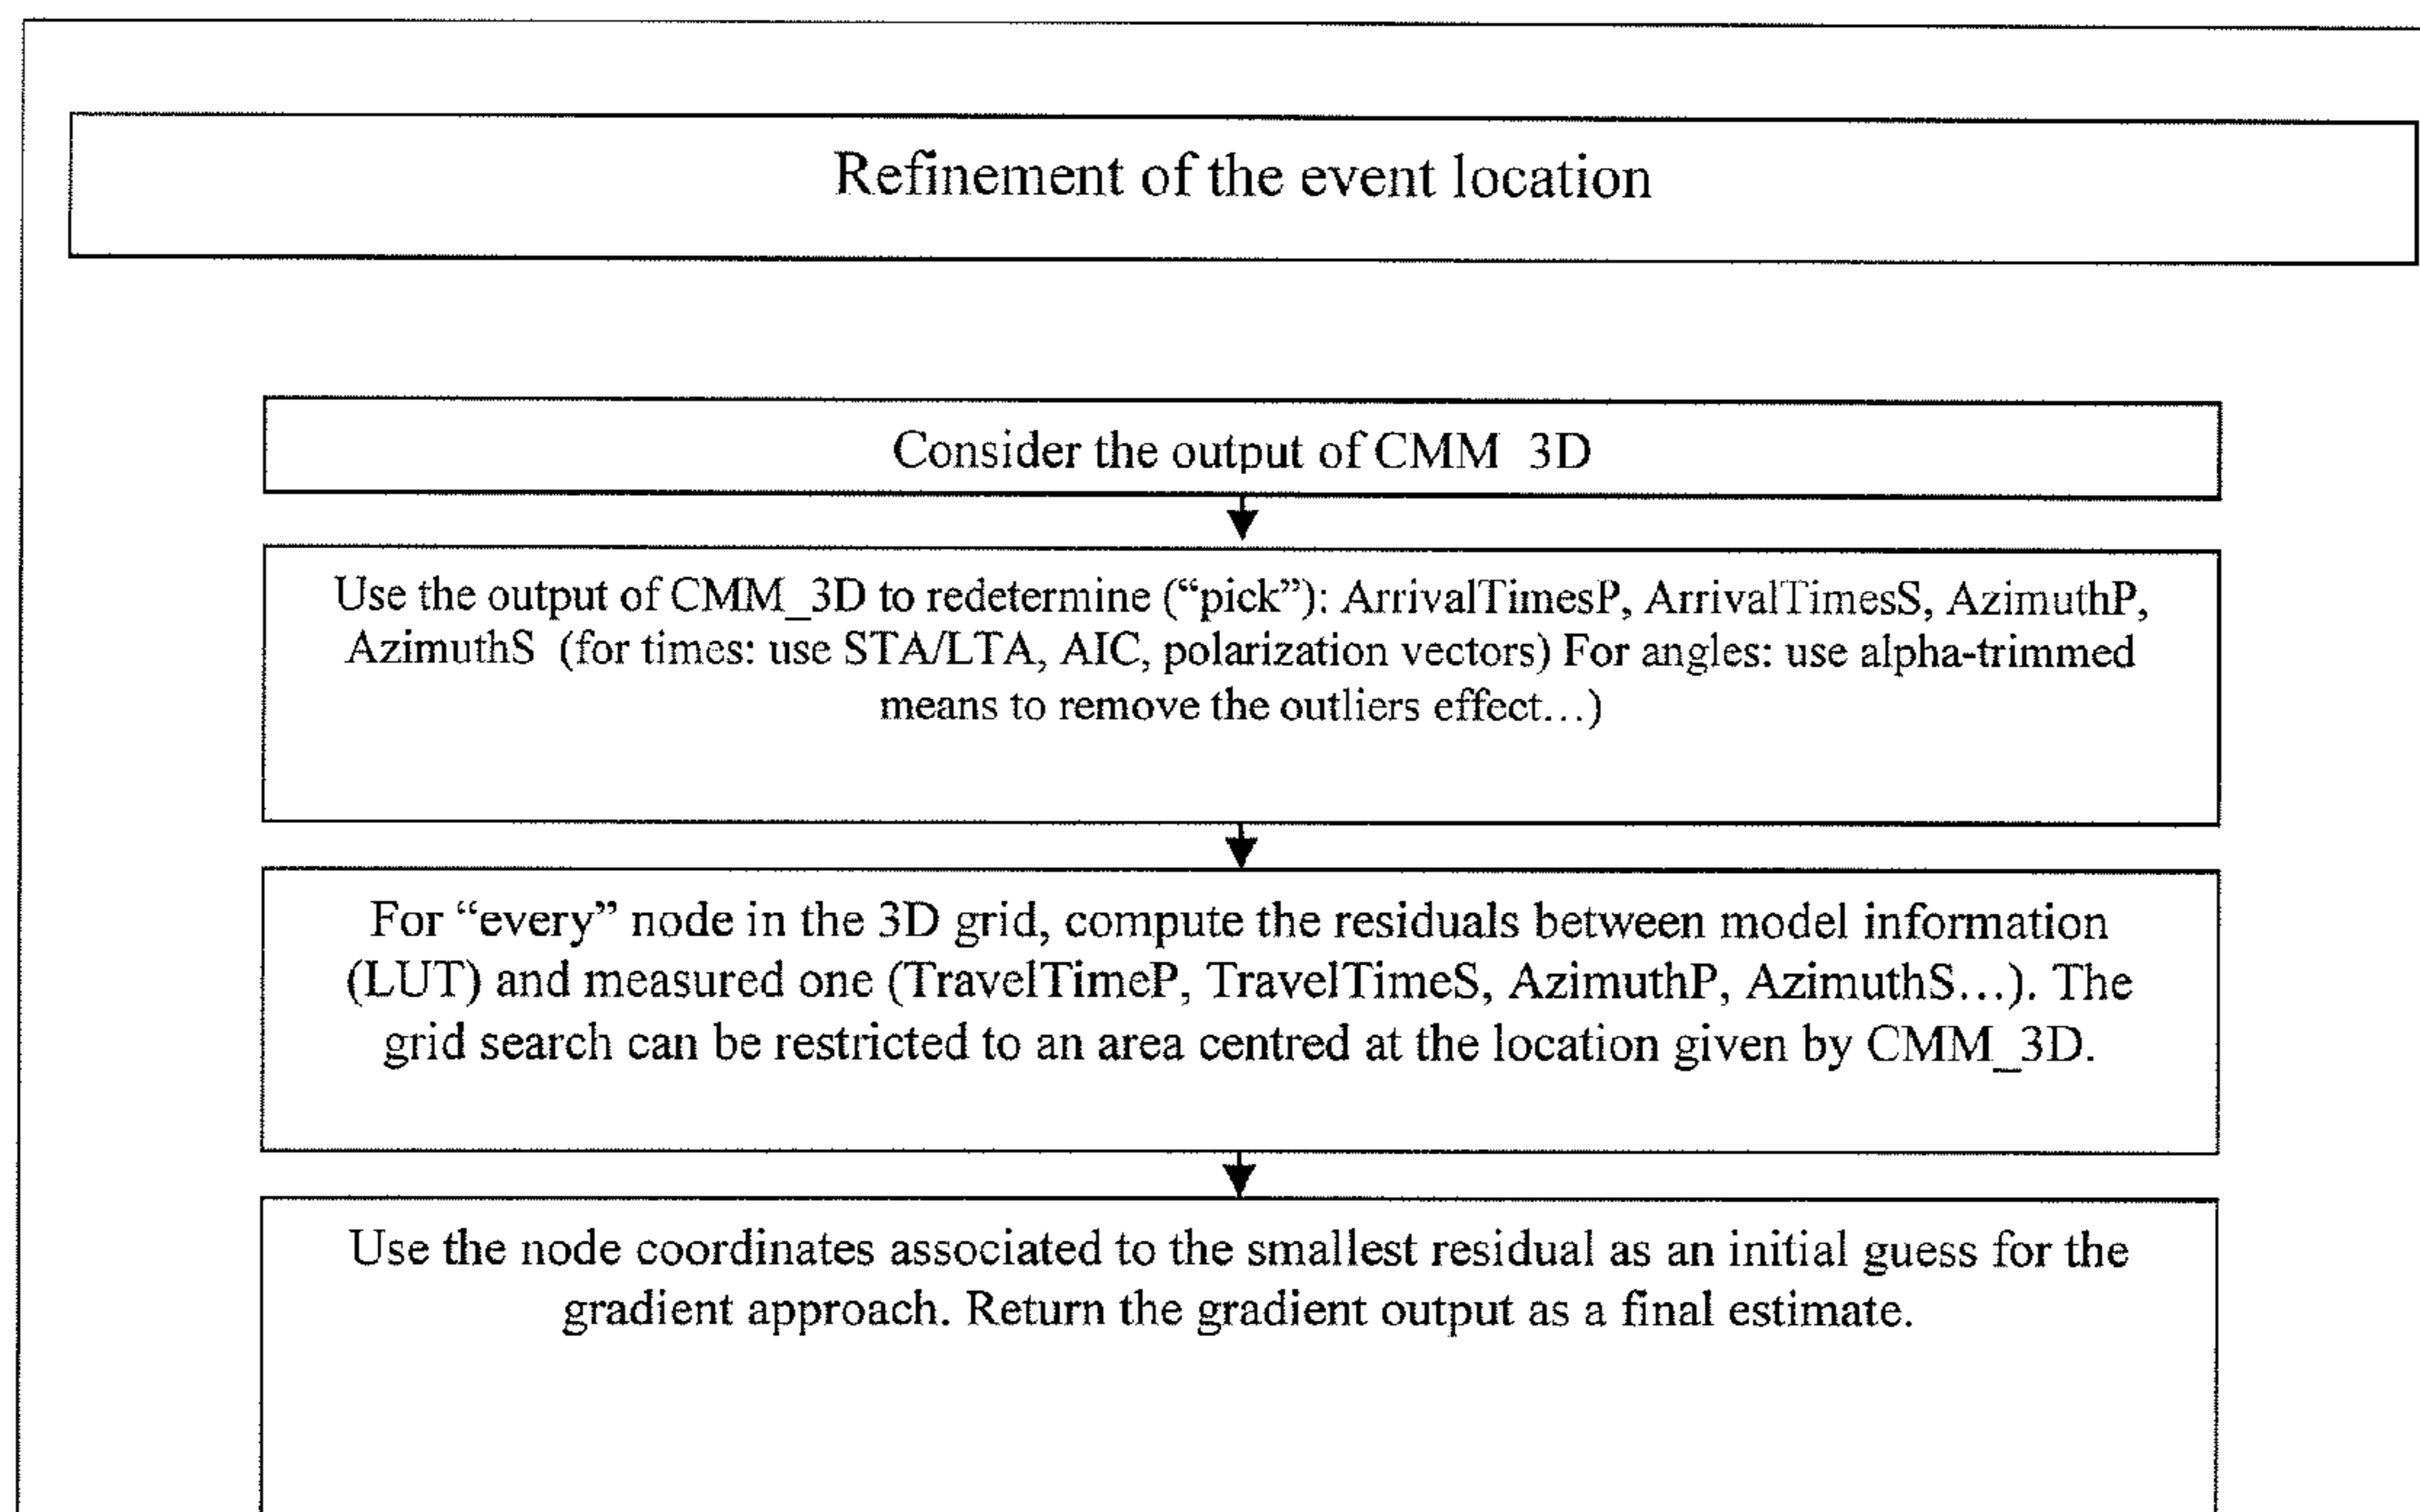 Refinement of the event location
Consider the output of CMM 3D
Use the output of CMM_3D to redetermine (“pick”): ArrivalTimesP, ArrivalTimesS, AzimuthP,
AzimuthS (for times: use STA/LTA, AIC, polarization vectors) For angles: use alpha-trimmed
means to remove the outliers effect…)
For “every” node in the 3D grid, compute the residuals between model information
(LUT) and measured one (TravelTimeP, TravelTimeS, AzimuthP, AzimuthS…). The
grid search can be restricted to an area centred at the location given by CMM_3D.
Use the node coordinates associated to the smallest residual as an initial guess for the
gradient approach. Return the gradient output as a final estimate.